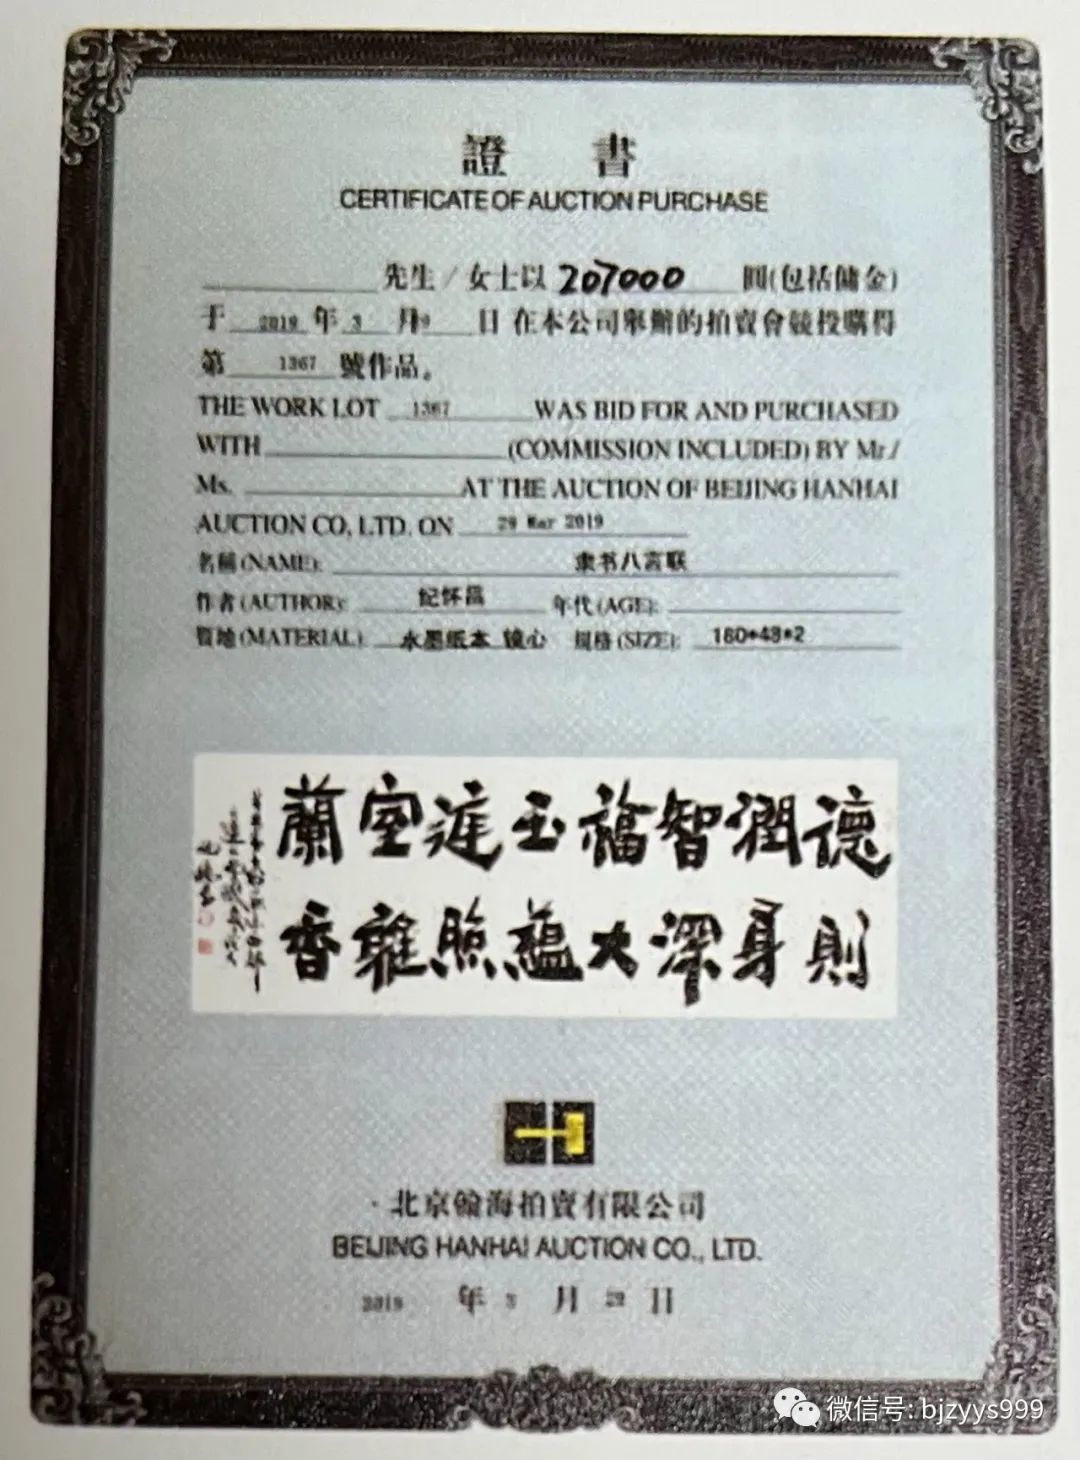 證書
CERTIFICATE OF AUCTION PURCHASE
先生/女士以 207000 圓(包括傭金)
于 2019 年 3 月 9 日 在本公司舉辦的拍賣會競投購得
第 1367 號作品。
THE WORK LOT 1367 WAS BID FOR AND PURCHASED
WITH (COMMISSION INCLUDED) BY Mr./
Ms. AT THE AUCTION OF BEIJING HANHAI
AUCTION CO, LTD. ON 29 Mar 2019
名稱(NAME): 隶书八言联
作者(AUTHOR): 纪怀昌 年代(AGE):
質地(MATERIAL): 水墨纸本 镜心 規格(SIZE): 180*48*2
德潤智福玉莲室蘭
則身深大蘊照雅香
北京翰海拍賣有限公司
BEIJING HANHAI AUCTION CO., LTD.
2019 年 3 月 29 日
微信号: bjzyys999